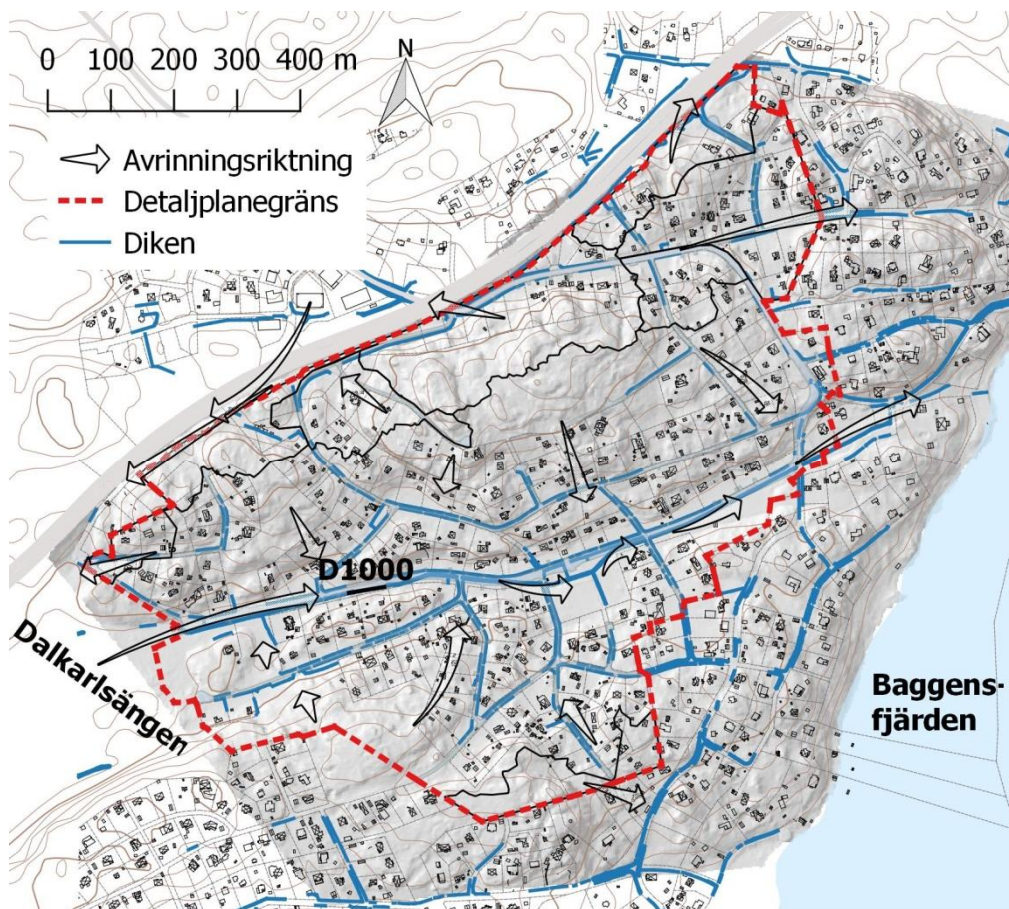 0 100 200 300 400 m
N
Avrinningsriktning
Detaljplanegräns
Diken
D1000
Dalkarlsängen
Baggens-
fjärden